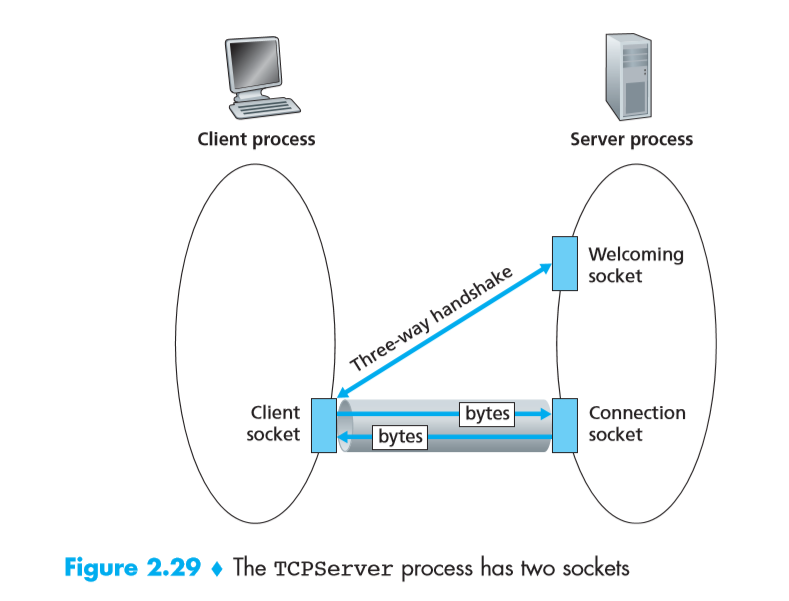 Client process
Server process
Welcoming
socket
Three-way handshake
Client
socket
bytes
bytes
Connection
socket
Figure 2.29 ♦ The TCPServer process has two sockets